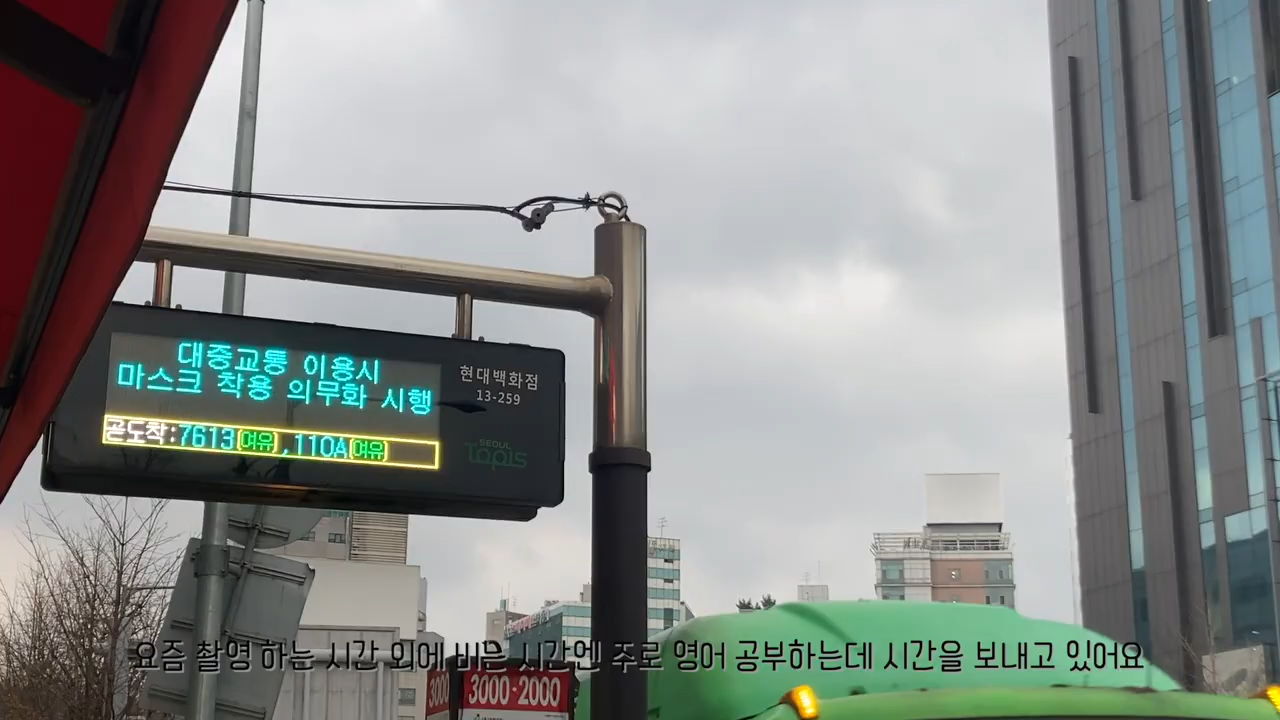 대중교통 이용시
마스크 착용 의무화 시행
곧도착:7613(여유),110A(여유)
현대백화점
13-259
SEOUL
TOPIS
3000
3000·2000
요즘 촬영 하는 시간 외에 비는 시간엔 주로 영어 공부하는데 시간을 보내고 있어요